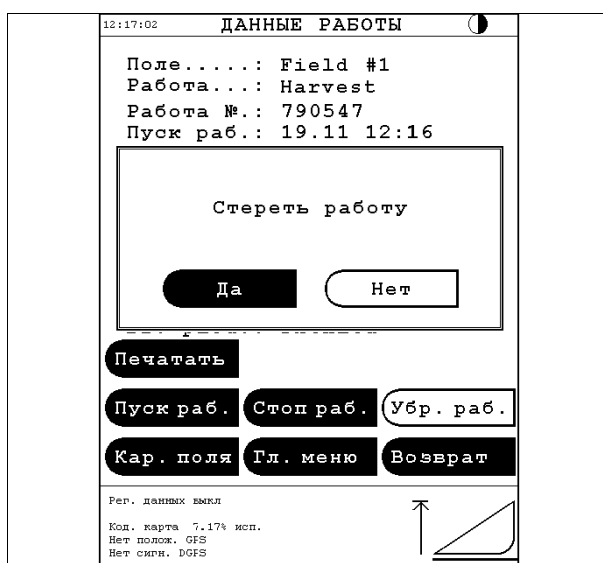 12:17:02 ДАННЫЕ РАБОТЫ
Поле.....: Field #1
Работа...: Harvest
Работа №.: 790547
Пуск раб.: 19.11 12:16
Стереть работу
Да Нет
Печатать
Пуск раб. Стоп раб. Убр. раб.
Кар. поля Гл. меню Возврат
Рег. данных выкл
Код. карта 7.17% исп.
Нет полож. GPS
Нет сигн. DGPS